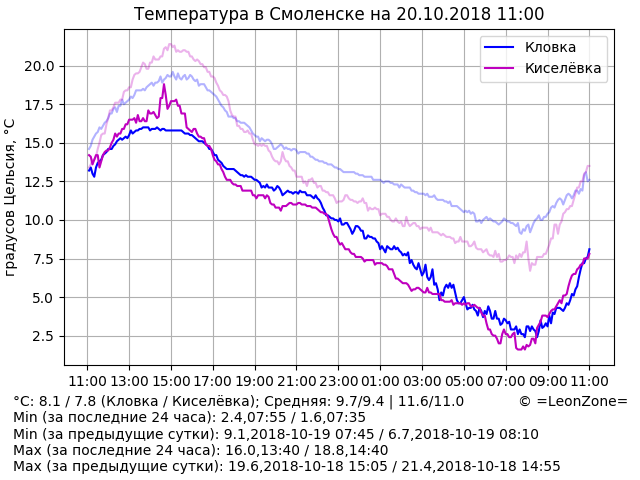 Температура в Смоленске на 20.10.2018 11:00
Кловка
Киселёвка
градусов Цельсия, °C
20.0
17.5
15.0
12.5
10.0
7.5
5.0
2.5
11:00 13:00 15:00 17:00 19:00 21:00 23:00 01:00 03:00 05:00 07:00 09:00 11:00
°C: 8.1 / 7.8 (Кловка / Киселёвка); Средняя: 9.7/9.4 | 11.6/11.0 © =LeonZone=
Min (за последние 24 часа): 2.4,07:55 / 1.6,07:35
Min (за предыдущие сутки): 9.1,2018-10-19 07:45 / 6.7,2018-10-19 08:10
Max (за последние 24 часа): 16.0,13:40 / 18.8,14:40
Max (за предыдущие сутки): 19.6,2018-10-18 15:05 / 21.4,2018-10-18 14:55